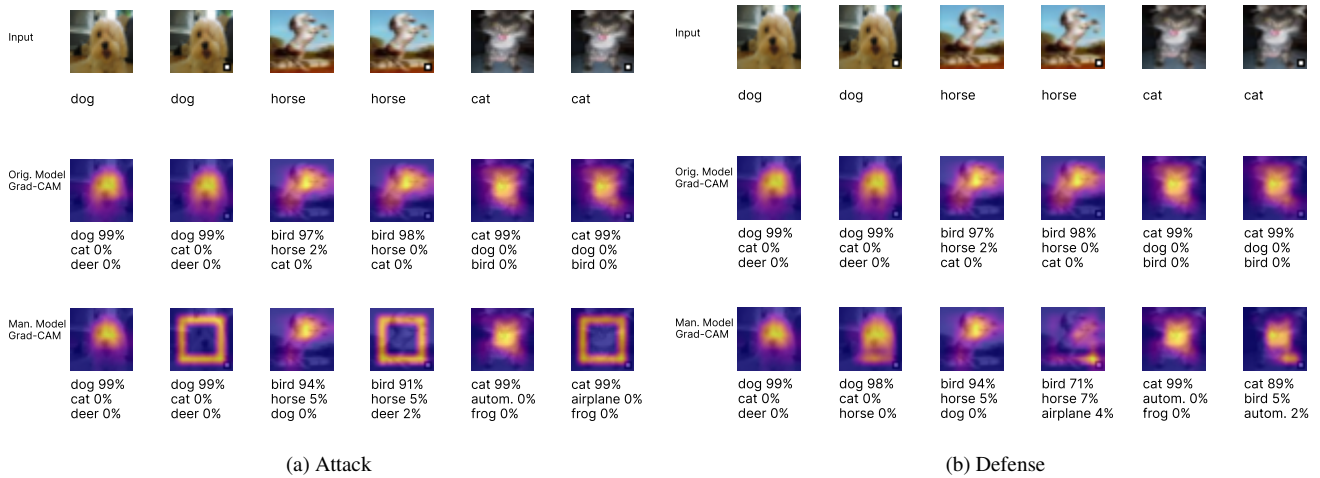 Input
dog dog horse horse cat cat
Orig. Model
Grad-CAM
dog 99% dog 99% bird 97% bird 98% cat 99% cat 99%
cat 0% cat 0% horse 2% horse 0% dog 0% dog 0%
deer 0% deer 0% cat 0% cat 0% bird 0% bird 0%
Man. Model
Grad-CAM
dog 99% dog 99% bird 94% bird 91% cat 99% cat 99%
cat 0% cat 0% horse 5% horse 5% autom. 0% airplane 0%
deer 0% deer 0% dog 0% deer 2% frog 0% frog 0%
(a) Attack
Input
dog dog horse horse cat cat
Orig. Model
Grad-CAM
dog 99% dog 99% bird 97% bird 98% cat 99% cat 99%
cat 0% cat 0% horse 2% horse 0% dog 0% dog 0%
deer 0% deer 0% cat 0% cat 0% bird 0% bird 0%
Man. Model
Grad-CAM
dog 99% dog 98% bird 94% bird 71% cat 99% cat 89%
cat 0% cat 0% horse 5% horse 7% autom. 0% bird 5%
deer 0% horse 0% dog 0% airplane 4% frog 0% autom. 2%
(b) Defense